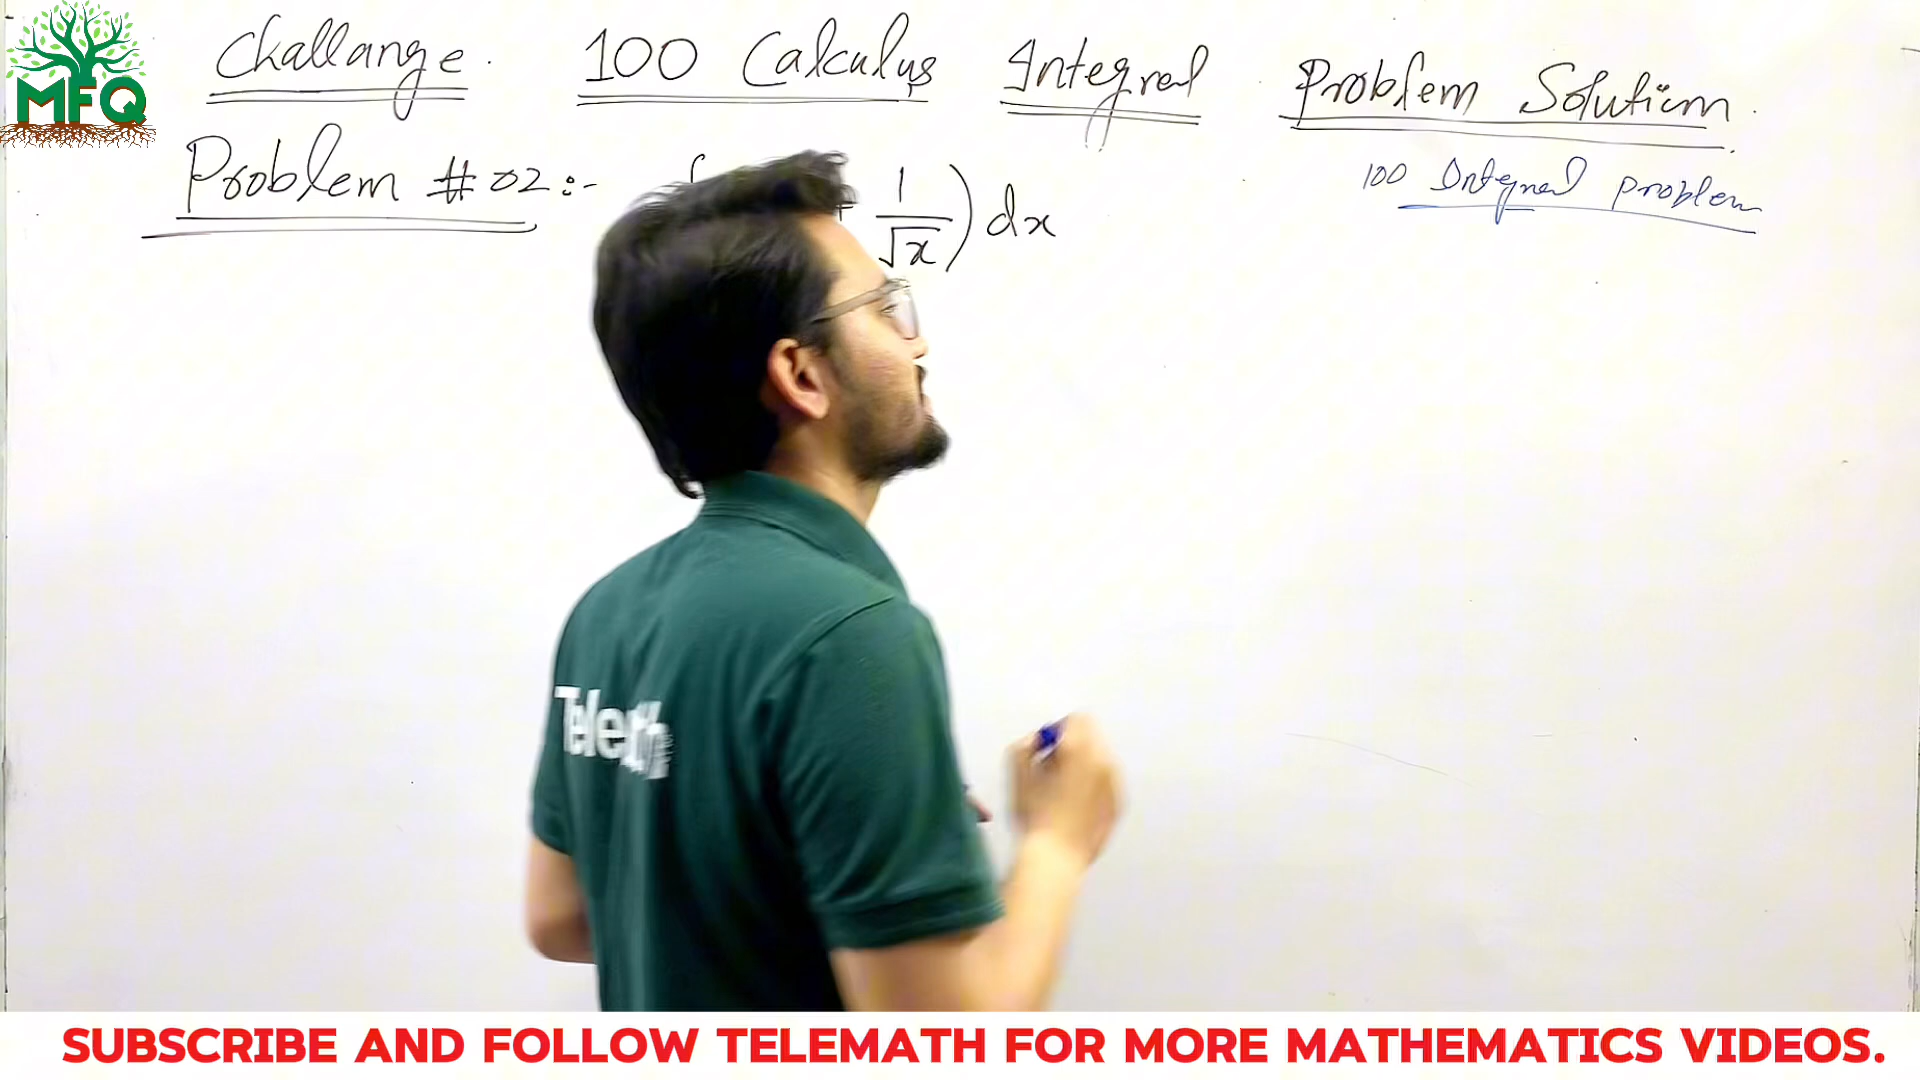 MFQ
Challange. 100 Calculus Integral Problem Solution.
Problem #02:- ∫ + 1/√x) dx
100 Integral problem
Telemath
SUBSCRIBE AND FOLLOW TELEMATH FOR MORE MATHEMATICS VIDEOS.